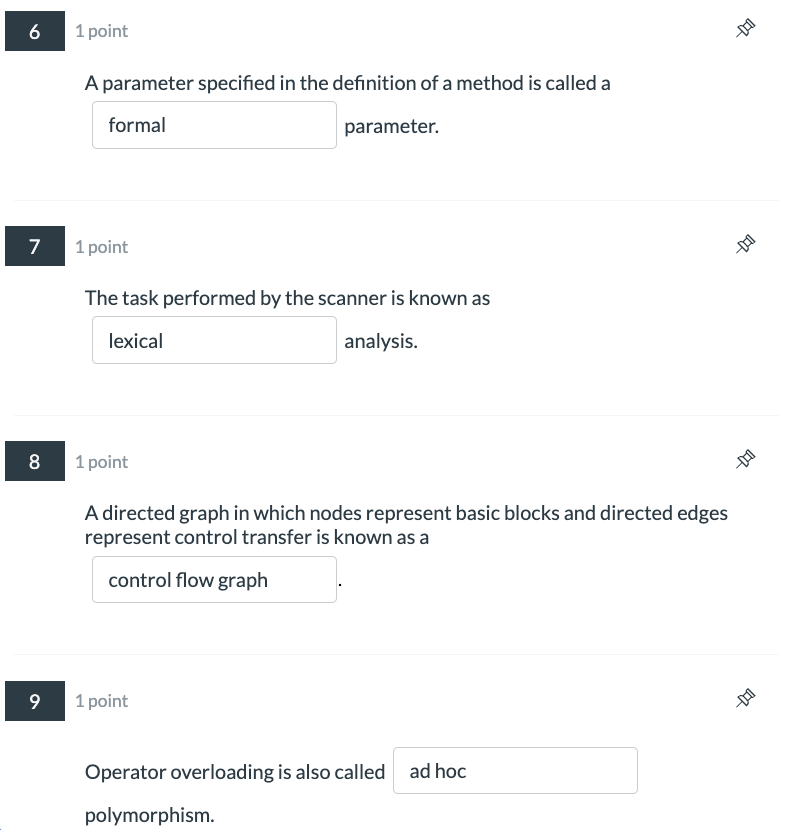 6 1 point
A parameter specified in the definition of a method is called a
formal parameter.
7 1 point
The task performed by the scanner is known as
lexical analysis.
8 1 point
A directed graph in which nodes represent basic blocks and directed edges
represent control transfer is known as a
control flow graph .
9 1 point
Operator overloading is also called ad hoc
polymorphism.